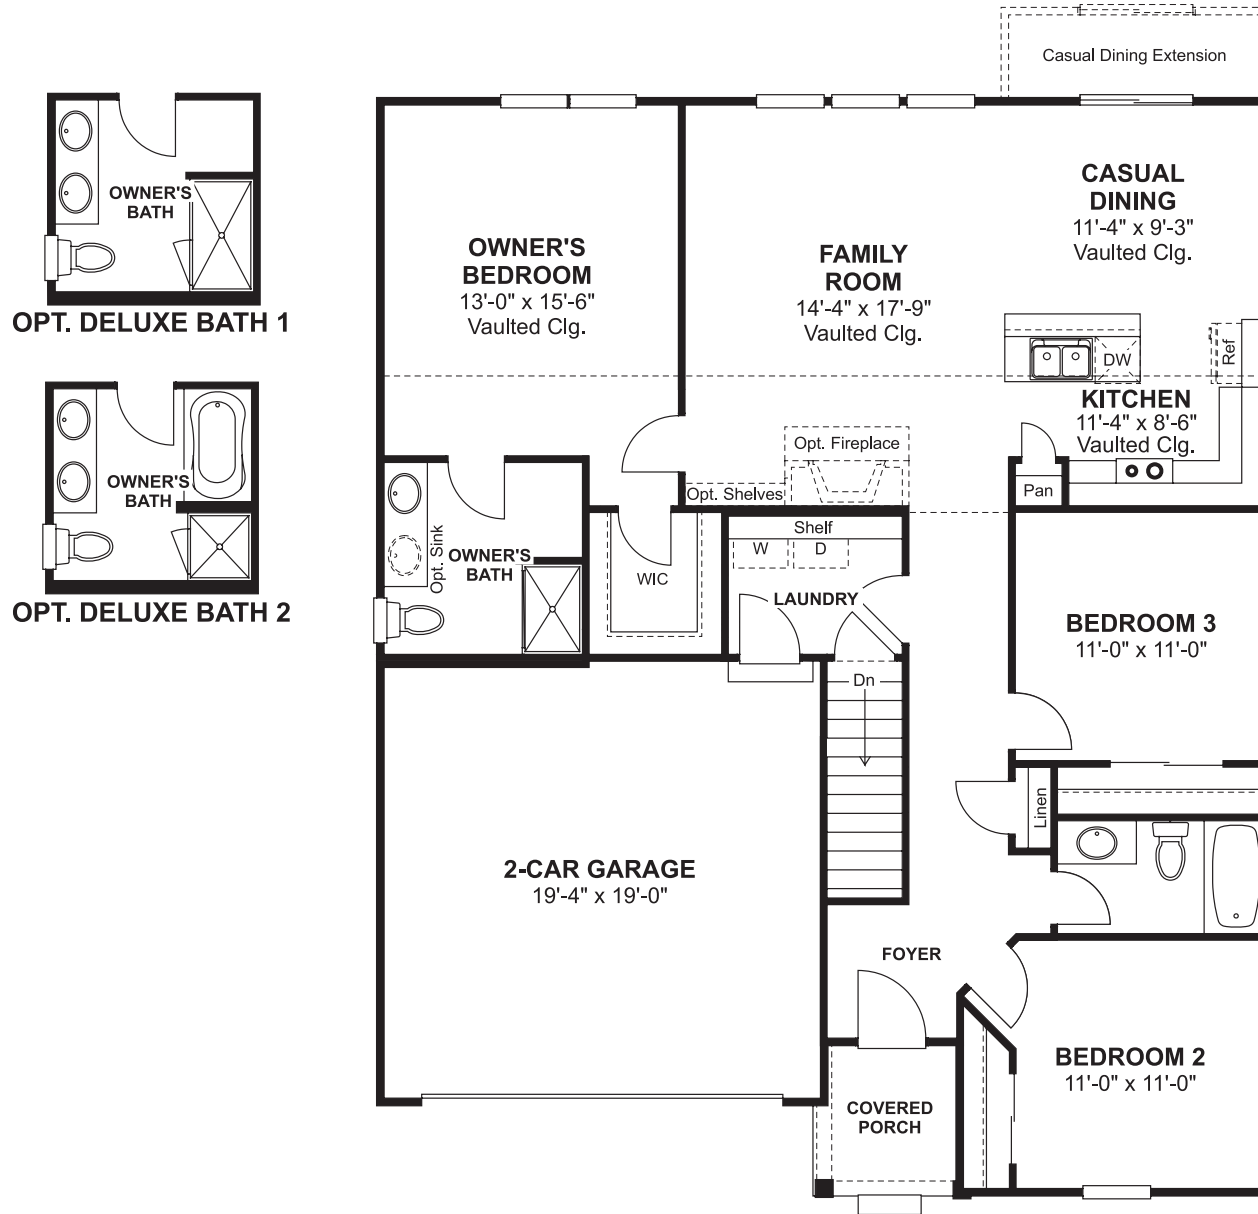 Casual Dining Extension
OWNER'S
BATH
OPT. DELUXE BATH 1
OWNER'S
BATH
OPT. DELUXE BATH 2
OWNER'S
BEDROOM
13'-0" x 15'-6"
Vaulted Clg.
FAMILY
ROOM
14'-4" x 17'-9"
Vaulted Clg.
CASUAL
DINING
11'-4" x 9'-3"
Vaulted Clg.
DW
Ref
KITCHEN
11'-4" x 8'-6"
Vaulted Clg.
Opt. Fireplace
Opt. Shelves
Pan
Opt. Sink
OWNER'S
BATH
WIC
Shelf
W
D
LAUNDRY
Dn
BEDROOM 3
11'-0" x 11'-0"
Linen
2-CAR GARAGE
19'-4" x 19'-0"
FOYER
BEDROOM 2
11'-0" x 11'-0"
COVERED
PORCH